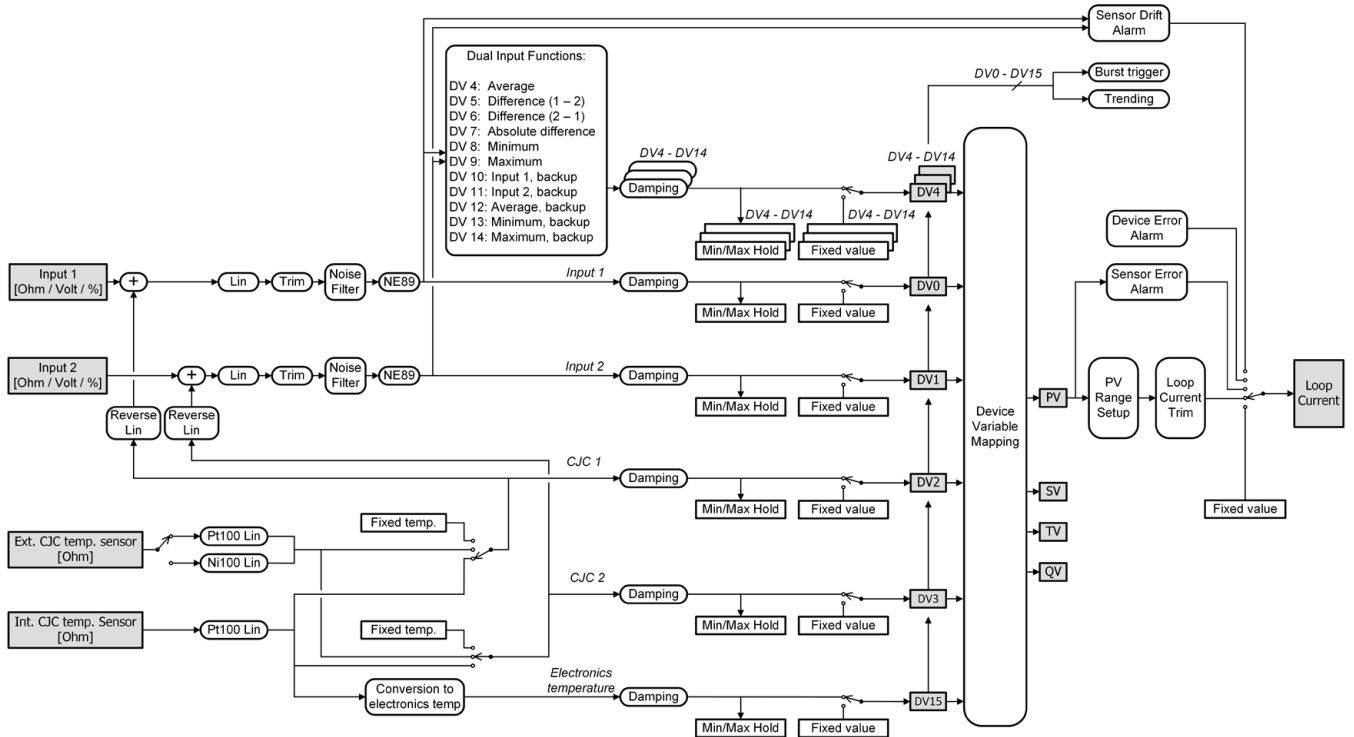 Sensor Drift
Alarm
DV0 - DV15
Burst trigger
Trending
Dual Input Functions:
DV 4: Average
DV 5: Difference (1 – 2)
DV 6: Difference (2 – 1)
DV 7: Absolute difference
DV 8: Minimum
DV 9: Maximum
DV 10: Input 1, backup
DV 11: Input 2, backup
DV 12: Average, backup
DV 13: Minimum, backup
DV 14: Maximum, backup
DV4 - DV14
Damping
DV4 - DV14
DV4
DV4 - DV14
DV4 - DV14
Min/Max Hold
Fixed value
Device Error
Alarm
Sensor Error
Alarm
Input 1
[Ohm / Volt / %]
+
Lin
Trim
Noise
Filter
NE89
Input 1
Damping
DV0
Min/Max Hold
Fixed value
Input 2
[Ohm / Volt / %]
+
Lin
Trim
Noise
Filter
NE89
Input 2
Damping
DV1
Min/Max Hold
Fixed value
Reverse
Lin
Reverse
Lin
Device
Variable
Mapping
PV
PV
Range
Setup
Loop
Current
Trim
Loop
Current
CJC 1
Damping
DV2
Min/Max Hold
Fixed value
SV
TV
QV
Fixed value
Ext. CJC temp. sensor
[Ohm]
Pt100 Lin
Ni100 Lin
Fixed temp.
CJC 2
Damping
DV3
Min/Max Hold
Fixed value
Int. CJC temp. Sensor
[Ohm]
Pt100 Lin
Fixed temp.
Conversion to
electronics temp
Electronics
temperature
Damping
DV15
Min/Max Hold
Fixed value